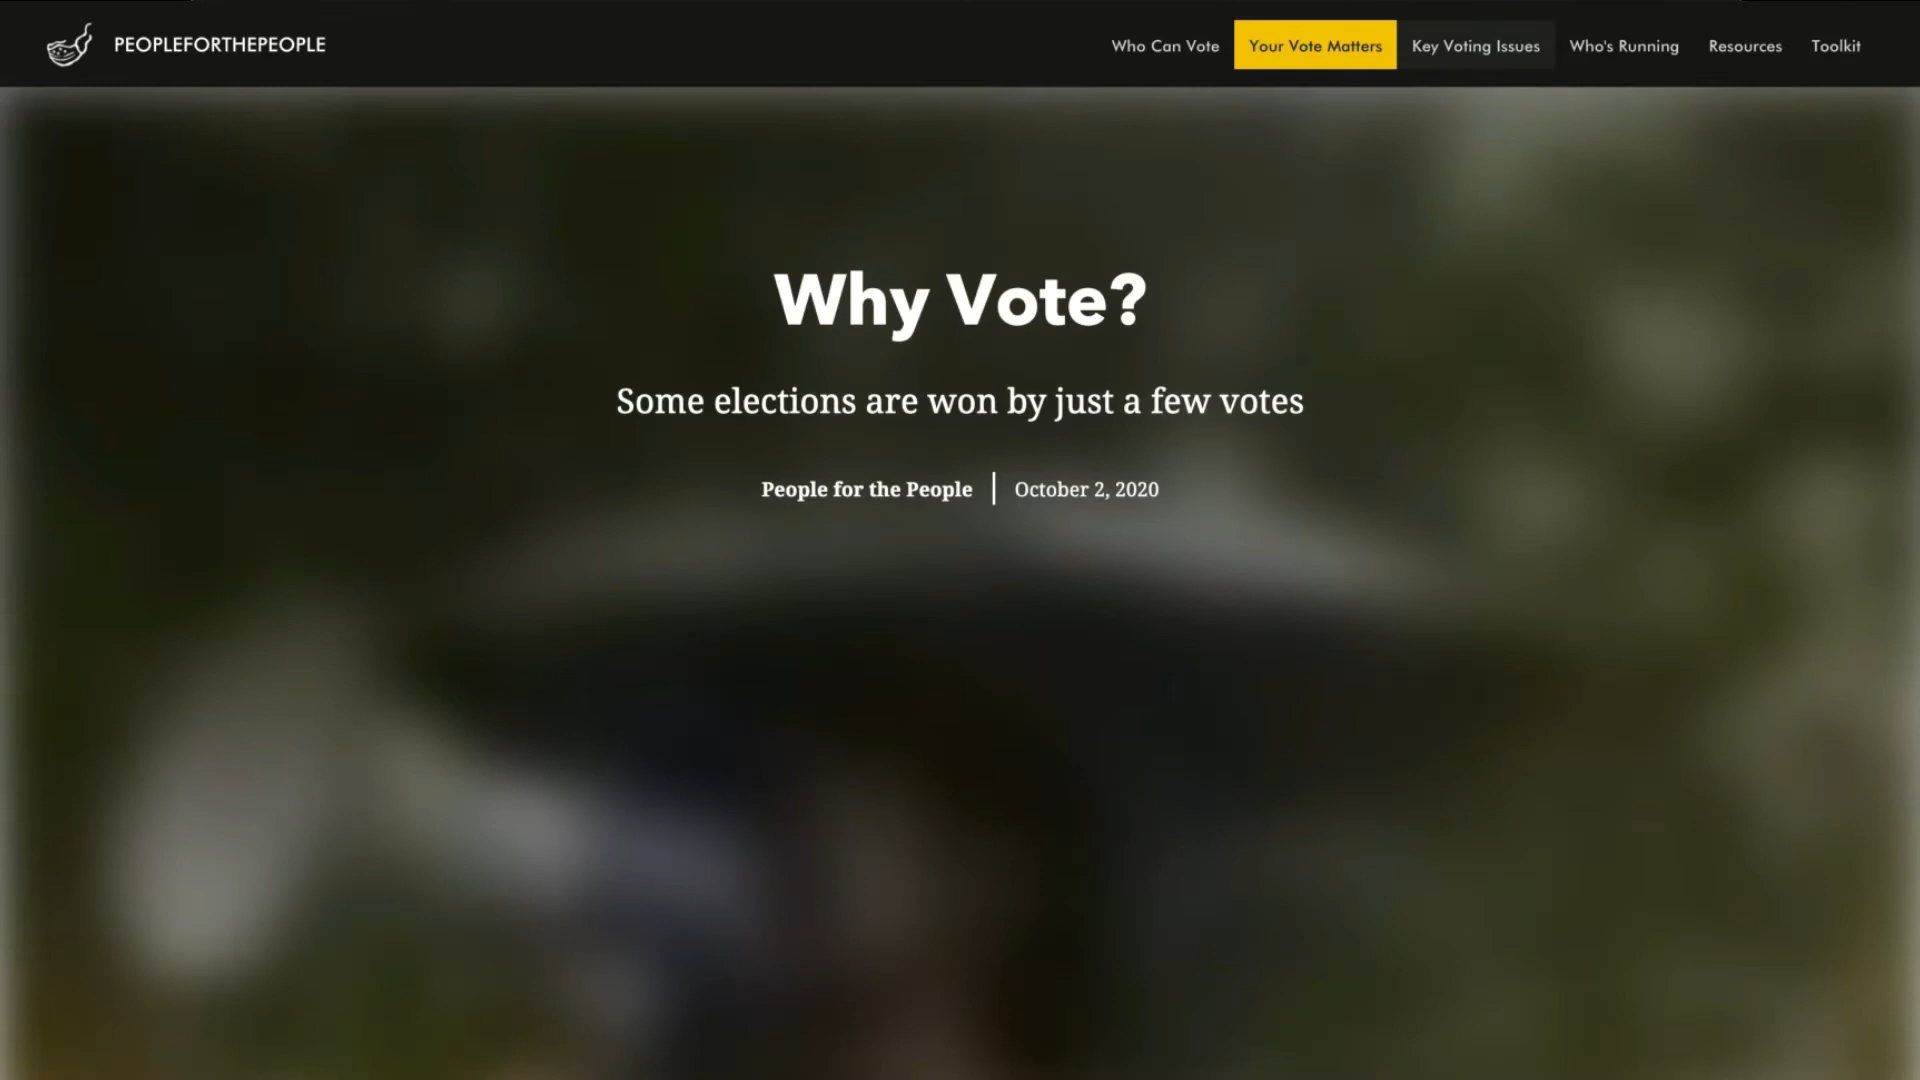 PEOPLEFORTHEPEOPLE
Who Can Vote
Your Vote Matters
Key Voting Issues
Who's Running
Resources
Toolkit
Why Vote?
Some elections are won by just a few votes
People for the People
October 2, 2020